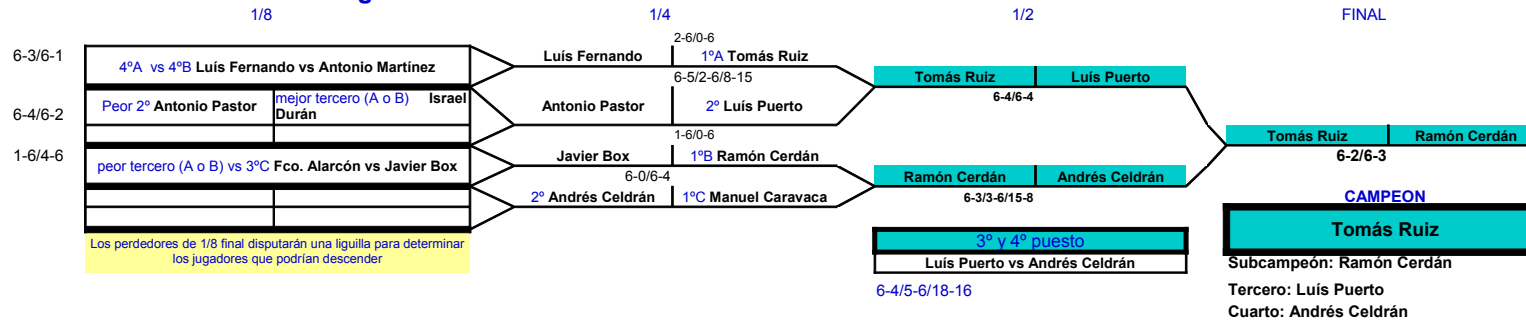 1/8
1/4
1/2
FINAL
6-3/6-1
4ºA vs 4ºB Luís Fernando vs Antonio Martínez
6-4/6-2
Peor 2º Antonio Pastor
mejor tercero (A o B) Israel
Durán
1-6/4-6
peor tercero (A o B) vs 3ºC Fco. Alarcón vs Javier Box
Los perdedores de 1/8 final disputarán una liguilla para determinar
los jugadores que podrían descender
2-6/0-6
Luís Fernando
1ºA Tomás Ruiz
6-5/2-6/8-15
Antonio Pastor
2º Luís Puerto
1-6/0-6
Javier Box
1ºB Ramón Cerdán
6-0/6-4
2º Andrés Celdrán
1ºC Manuel Caravaca
Tomás Ruiz
Luís Puerto
6-4/6-4
Ramón Cerdán
Andrés Celdrán
6-3/3-6/15-8
3º y 4º puesto
Luís Puerto vs Andrés Celdrán
6-4/5-6/18-16
Tomás Ruiz
Ramón Cerdán
6-2/6-3
CAMPEON
Tomás Ruiz
Subcampeón: Ramón Cerdán
Tercero: Luís Puerto
Cuarto: Andrés Celdrán